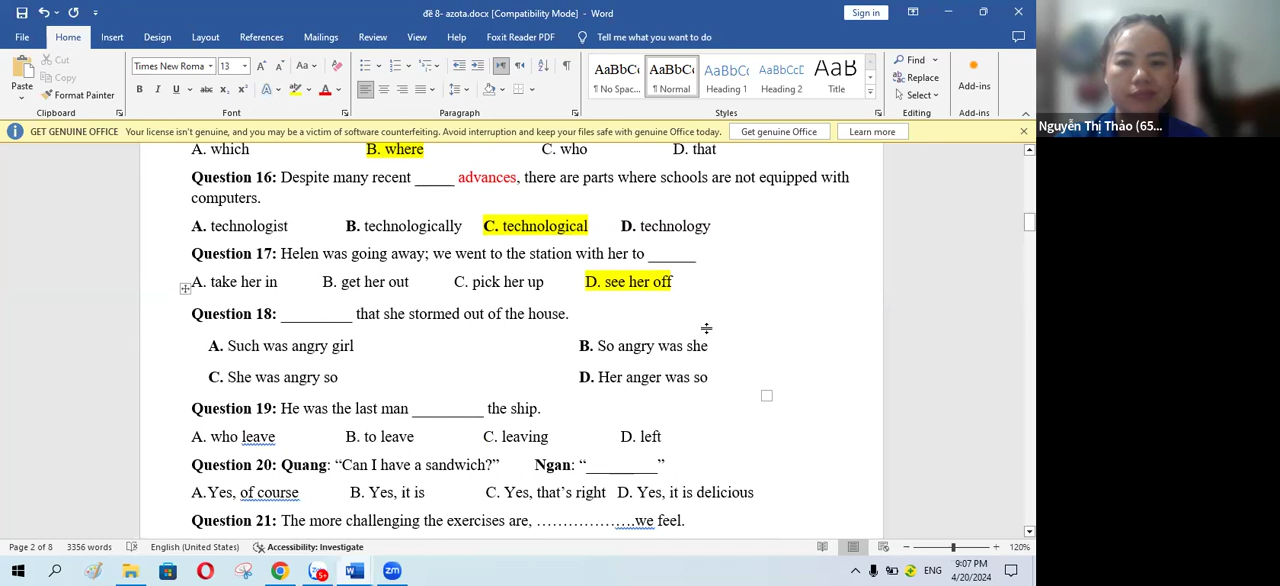 đề 8- azota.docx [Compatibility Mode] - Word
Sign in
File Home Insert Design Layout References Mailings Review View Help Foxit Reader PDF Tell me what you want to do
Paste
Cut
Copy
Format Painter
Clipboard
Times New Roma 13
Font
Paragraph
AaBbC AaBbC AaBbC AaBbCcD AaB
¶ No Spac... ¶ Normal Heading 1 Heading 2 Title
Styles
Find
Replace
Select
Editing
Add-ins
Add-ins
GET GENUINE OFFICE Your license isn't genuine, and you may be a victim of software counterfeiting. Avoid interruption and keep your files safe with genuine Office today. Get genuine Office Learn more
Nguyễn Thị Thảo (65...
A. which B. where C. who D. that
Question 16: Despite many recent _____ advances, there are parts where schools are not equipped with
computers.
A. technologist B. technologically C. technological D. technology
Question 17: Helen was going away; we went to the station with her to ______
A. take her in B. get her out C. pick her up D. see her off
Question 18: _________ that she stormed out of the house.
A. Such was angry girl B. So angry was she
C. She was angry so D. Her anger was so
Question 19: He was the last man _________ the ship.
A. who leave B. to leave C. leaving D. left
Question 20: Quang: “Can I have a sandwich?” Ngan: “_________”
A.Yes, of course B. Yes, it is C. Yes, that’s right D. Yes, it is delicious
Question 21: The more challenging the exercises are, ……………….we feel.
Page 2 of 8 3356 words English (United States) Accessibility: Investigate 120%
ENG
9:07 PM
4/20/2024